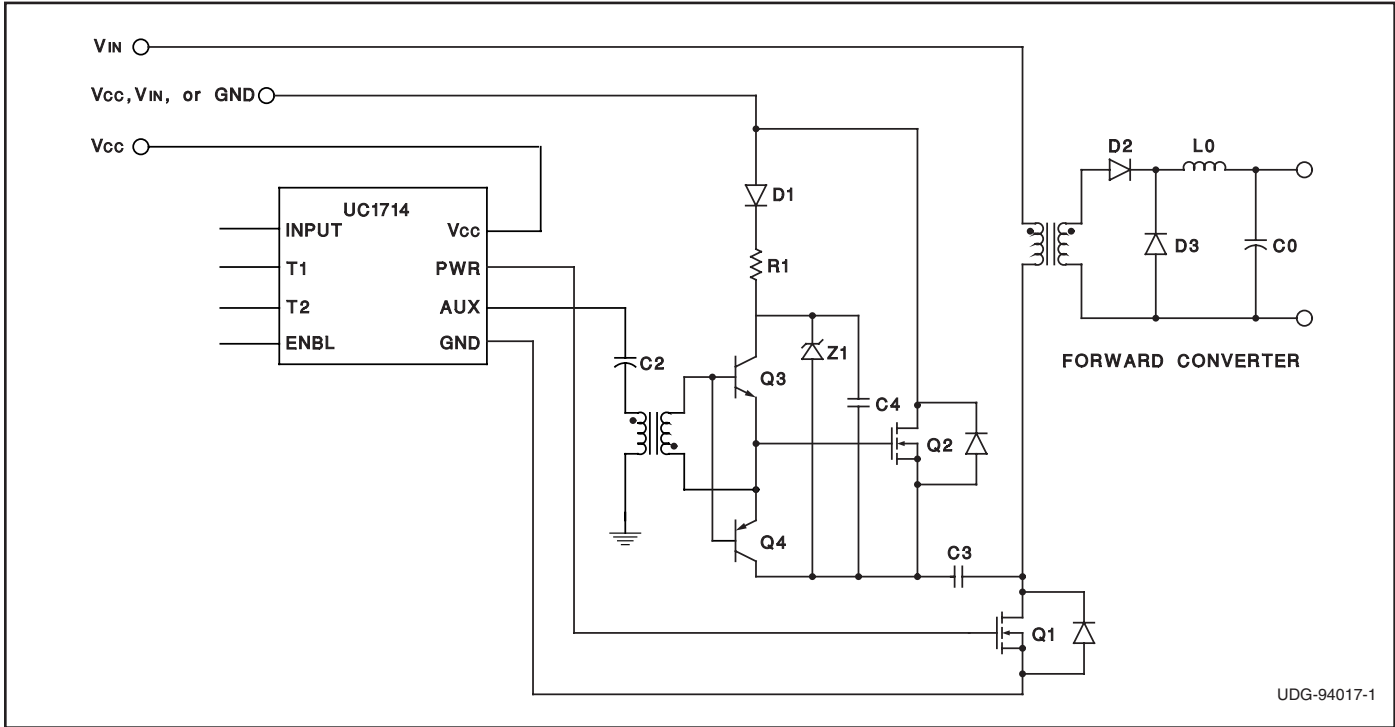 VIN
VCC, VIN, or GND
VCC
UC1714
INPUT
VCC
T1
PWR
T2
AUX
ENBL
GND
C2
D1
R1
Q3
Z1
C4
Q2
Q4
C3
Q1
D2
L0
D3
C0
FORWARD CONVERTER
UDG-94017-1